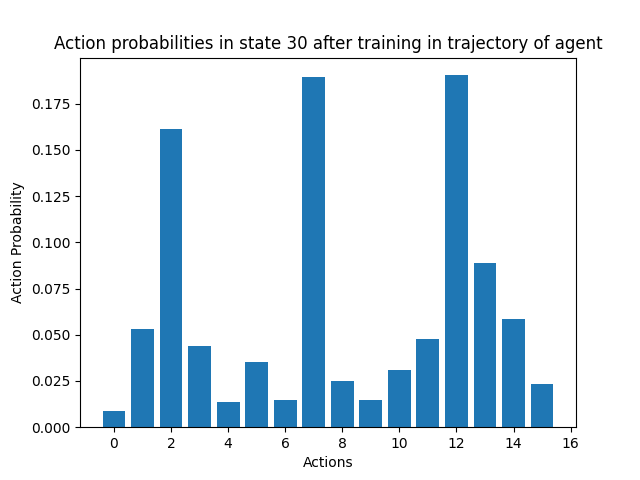 Action probabilities in state 30 after training in trajectory of agent
0.175
0.150
0.125
0.100
0.075
0.050
0.025
0.000
Action Probability
0 2 4 6 8 10 12 14 16
Actions